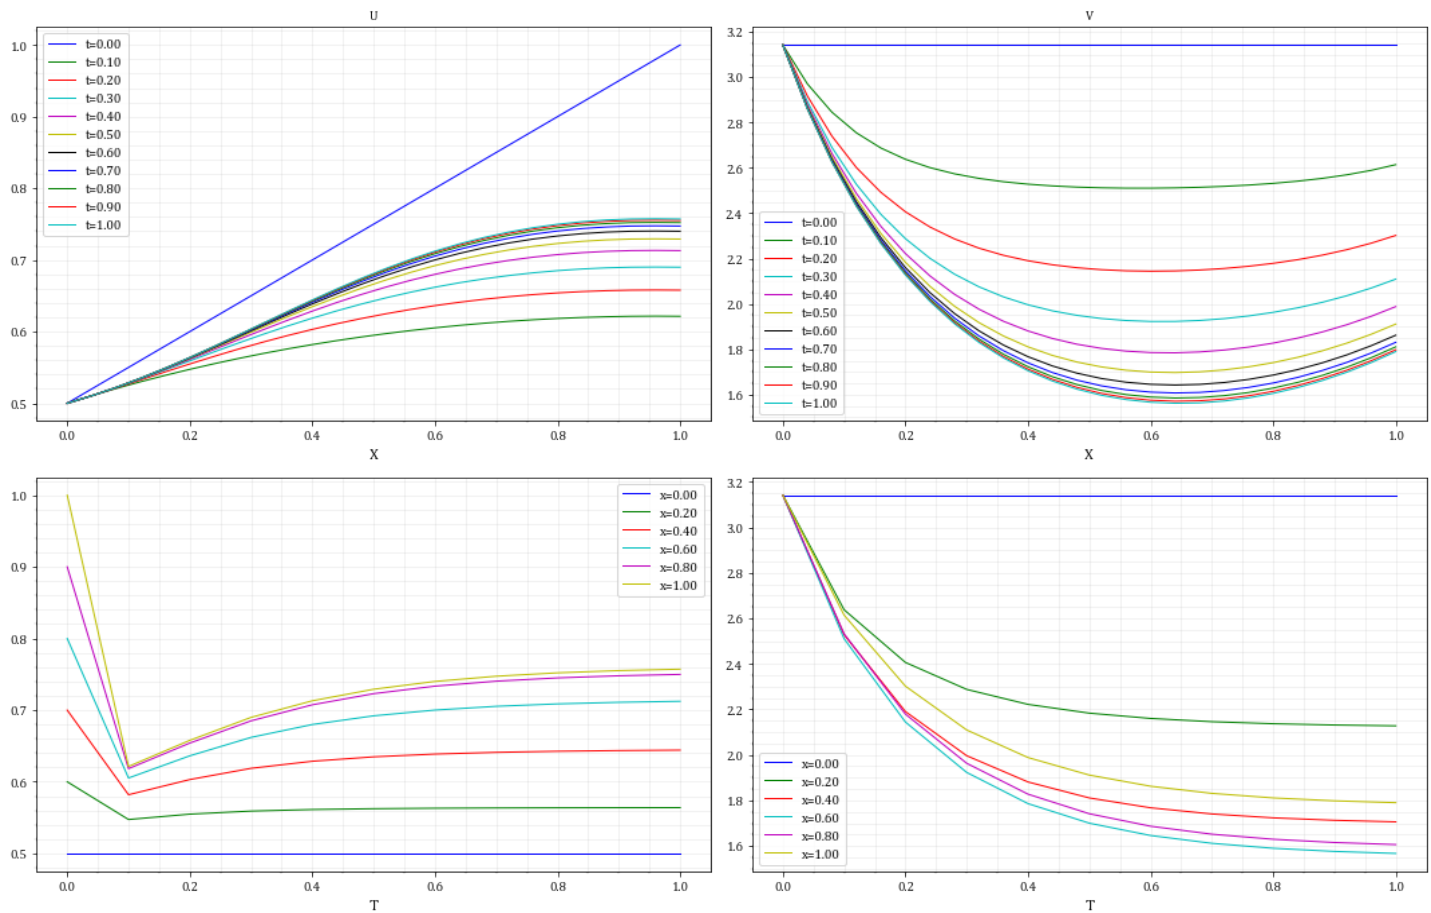 U
1.0
0.9
0.8
0.7
0.6
0.5
t=0.00
t=0.10
t=0.20
t=0.30
t=0.40
t=0.50
t=0.60
t=0.70
t=0.80
t=0.90
t=1.00
0.0 0.2 0.4 0.6 0.8 1.0
X
V
3.2
3.0
2.8
2.6
2.4
2.2
2.0
1.8
1.6
t=0.00
t=0.10
t=0.20
t=0.30
t=0.40
t=0.50
t=0.60
t=0.70
t=0.80
t=0.90
t=1.00
0.0 0.2 0.4 0.6 0.8 1.0
X
1.0
0.9
0.8
0.7
0.6
0.5
x=0.00
x=0.20
x=0.40
x=0.60
x=0.80
x=1.00
0.0 0.2 0.4 0.6 0.8 1.0
T
3.2
3.0
2.8
2.6
2.4
2.2
2.0
1.8
1.6
x=0.00
x=0.20
x=0.40
x=0.60
x=0.80
x=1.00
0.0 0.2 0.4 0.6 0.8 1.0
T